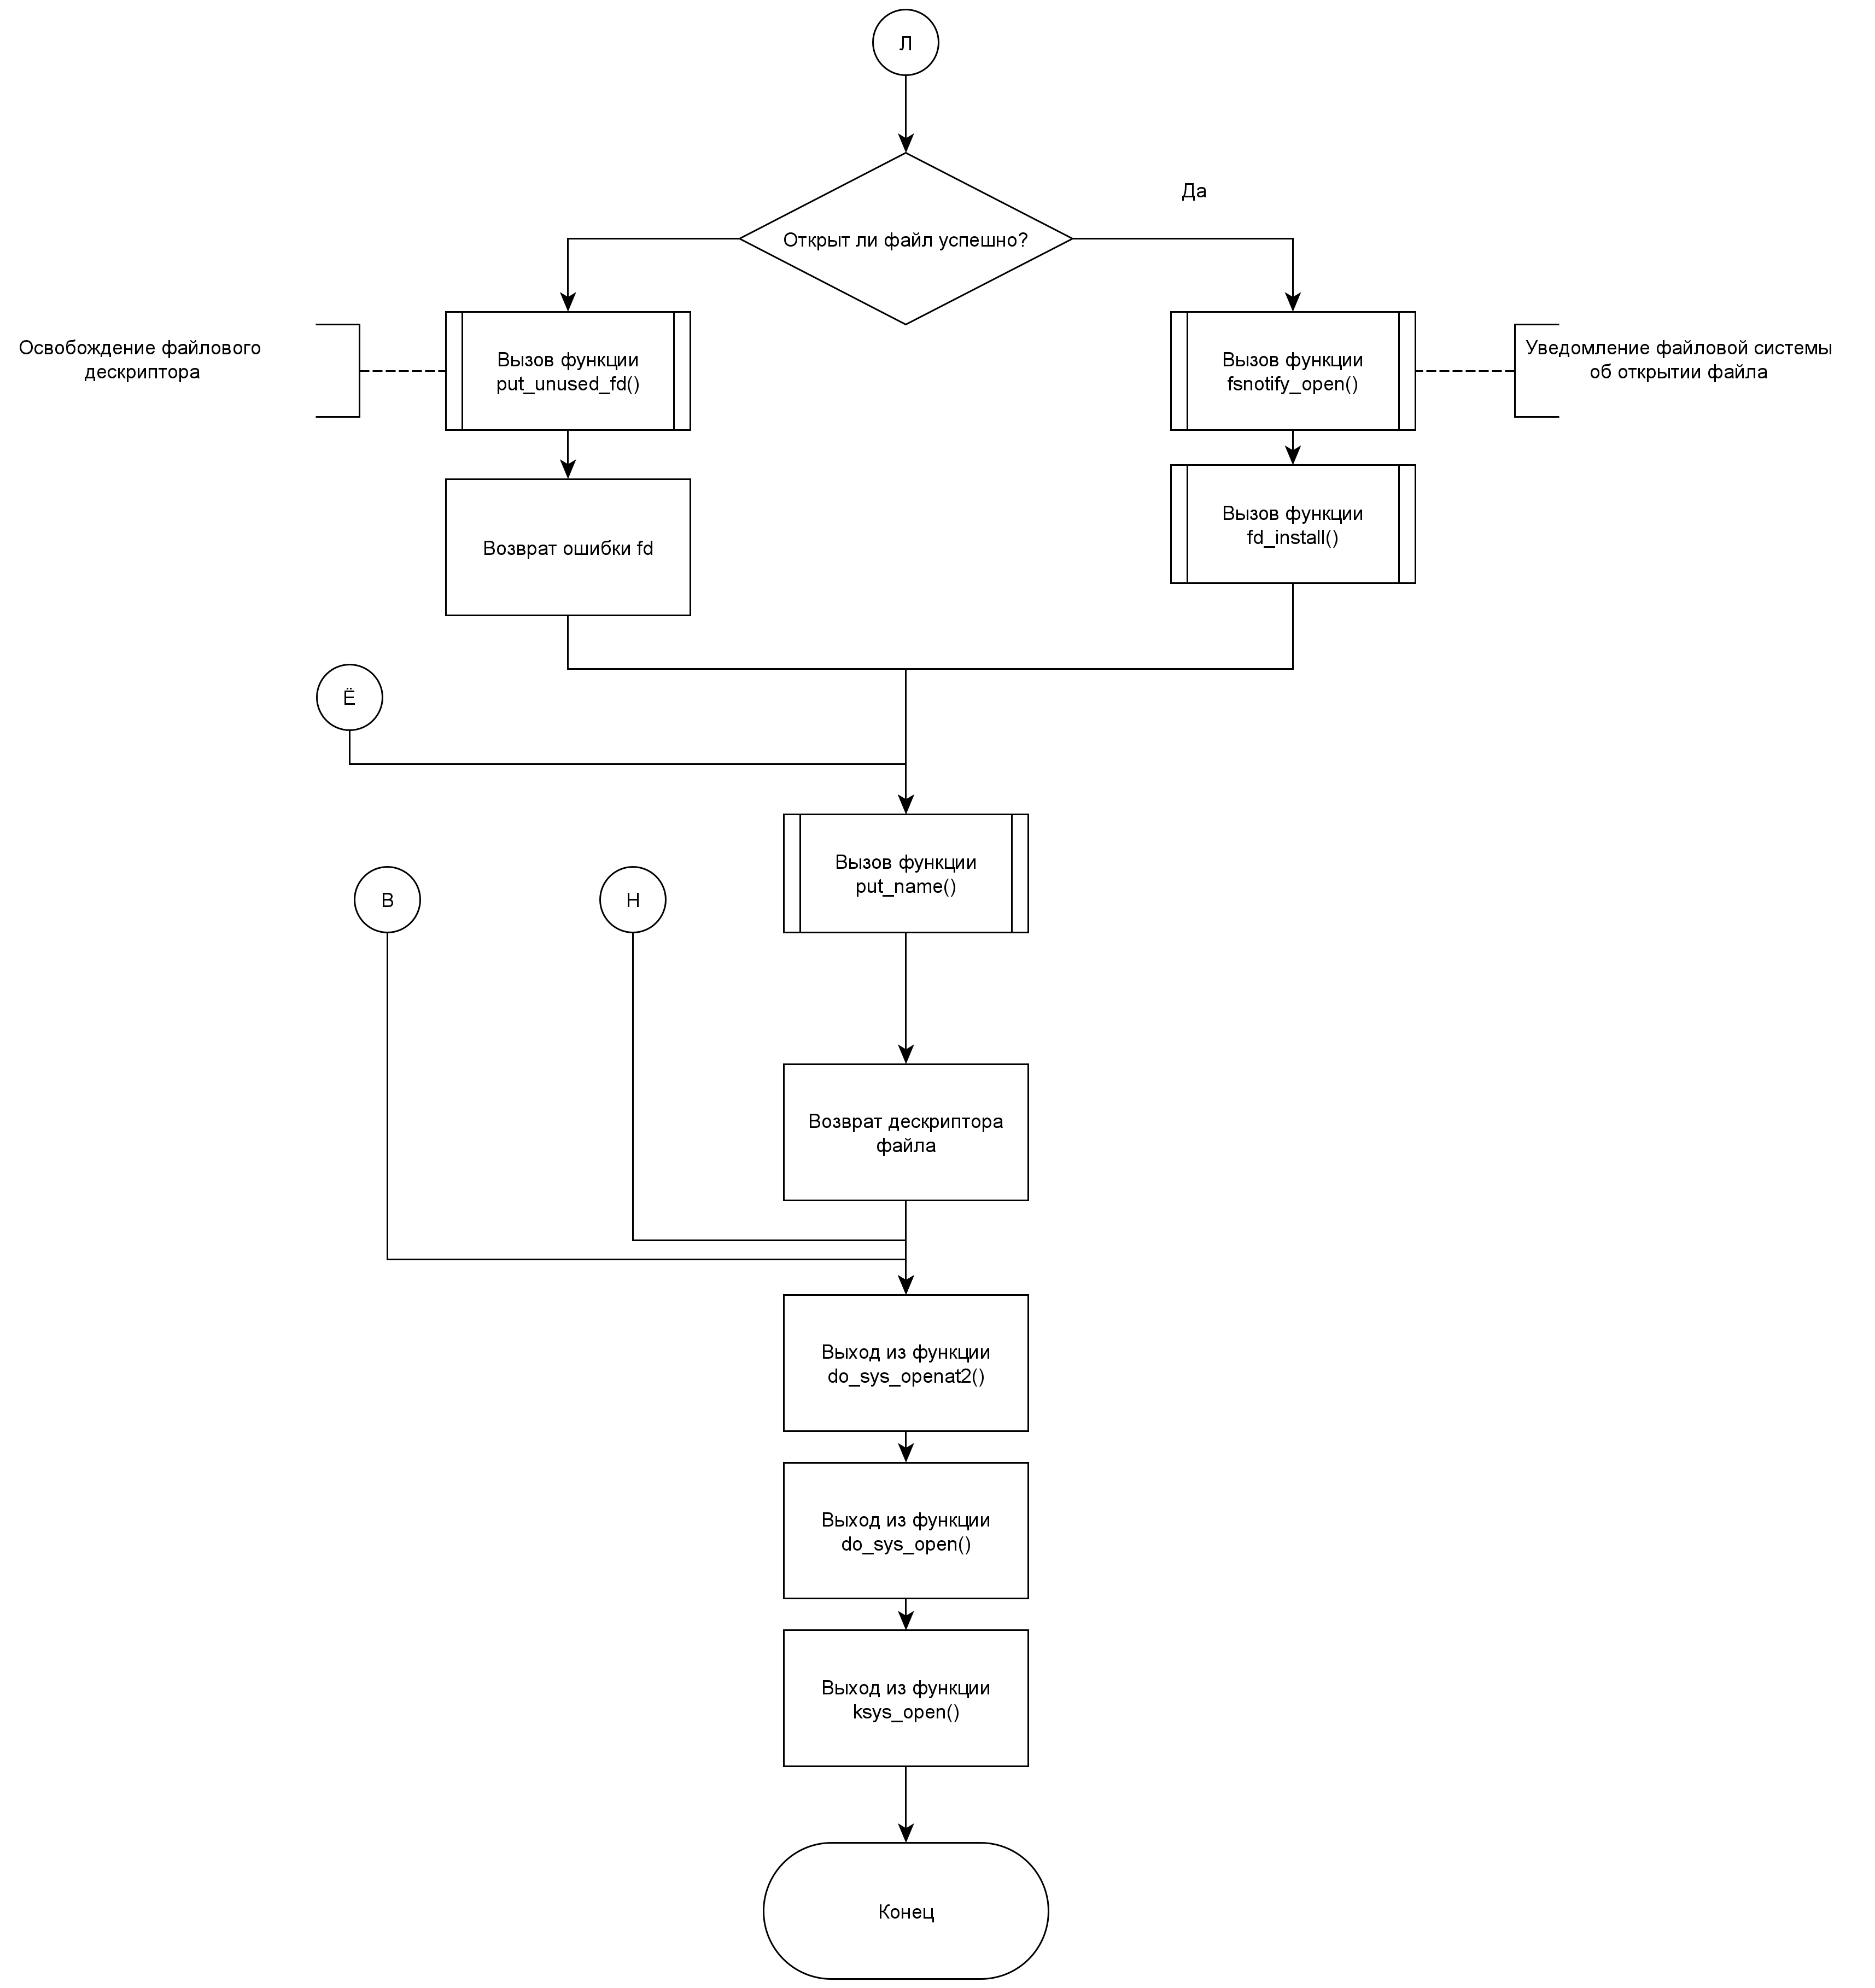 Л
Да
Открыт ли файл успешно?
Освобождение файлового
дескриптора
Вызов функции
put_unused_fd()
Вызов функции
fsnotify_open()
Уведомление файловой системы
об открытии файла
Возврат ошибки fd
Вызов функции
fd_install()
Ё
Вызов функции
put_name()
В
Н
Возврат дескриптора
файла
Выход из функции
do_sys_openat2()
Выход из функции
do_sys_open()
Выход из функции
ksys_open()
Конец